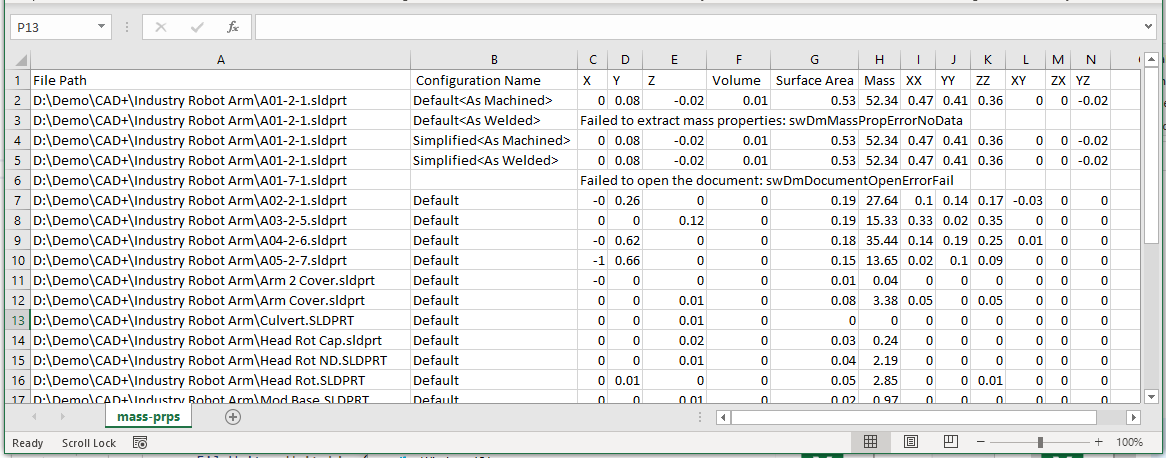 P13 fx
A B C D E F G H I J K L M N
1 File Path Configuration Name X Y Z Volume Surface Area Mass XX YY ZZ XY ZX YZ
2 D:\Demo\CAD+\Industry Robot Arm\A01-2-1.sldprt Default<As Machined> 0 0.08 -0.02 0.01 0.53 52.34 0.47 0.41 0.36 0 0 -0.02
3 D:\Demo\CAD+\Industry Robot Arm\A01-2-1.sldprt Default<As Welded> Failed to extract mass properties: swDmMassPropErrorNoData
4 D:\Demo\CAD+\Industry Robot Arm\A01-2-1.sldprt Simplified<As Machined> 0 0.08 -0.02 0.01 0.53 52.34 0.47 0.41 0.36 0 0 -0.02
5 D:\Demo\CAD+\Industry Robot Arm\A01-2-1.sldprt Simplified<As Welded> 0 0.08 -0.02 0.01 0.53 52.34 0.47 0.41 0.36 0 0 -0.02
6 D:\Demo\CAD+\Industry Robot Arm\A01-7-1.sldprt Failed to open the document: swDmDocumentOpenErrorFail
7 D:\Demo\CAD+\Industry Robot Arm\A02-2-1.sldprt Default -0 0.26 0 0 0.19 27.64 0.1 0.14 0.17 -0.03 0 0
8 D:\Demo\CAD+\Industry Robot Arm\A03-2-5.sldprt Default 0 0 0.12 0 0.19 15.33 0.33 0.02 0.35 0 0 0
9 D:\Demo\CAD+\Industry Robot Arm\A04-2-6.sldprt Default -0 0.62 0 0 0.18 35.44 0.14 0.19 0.25 0.01 0 0
10 D:\Demo\CAD+\Industry Robot Arm\A05-2-7.sldprt Default -1 0.66 0 0 0.15 13.65 0.02 0.1 0.09 0 0 0
11 D:\Demo\CAD+\Industry Robot Arm\Arm 2 Cover.sldprt Default -0 0 0 0 0.01 0.04 0 0 0 0 0 0
12 D:\Demo\CAD+\Industry Robot Arm\Arm Cover.sldprt Default 0 0 0.01 0 0.08 3.38 0.05 0 0.05 0 0 0
13 D:\Demo\CAD+\Industry Robot Arm\Culvert.SLDPRT Default 0 0 0.01 0 0 0 0 0 0 0 0 0
14 D:\Demo\CAD+\Industry Robot Arm\Head Rot Cap.sldprt Default 0 0 0.02 0 0.03 0.24 0 0 0 0 0 0
15 D:\Demo\CAD+\Industry Robot Arm\Head Rot ND.SLDPRT Default 0 0 0.01 0 0.04 2.19 0 0 0 0 0 0
16 D:\Demo\CAD+\Industry Robot Arm\Head Rot.SLDPRT Default 0 0.01 0 0 0.05 2.85 0 0 0.01 0 0 0
17 D:\Demo\CAD+\Industry Robot Arm\Mod Base.SLDPRT Default 0 0 0.01 0 0.02 0.97 0 0 0 0 0 0
mass-prps
Ready Scroll Lock 100%